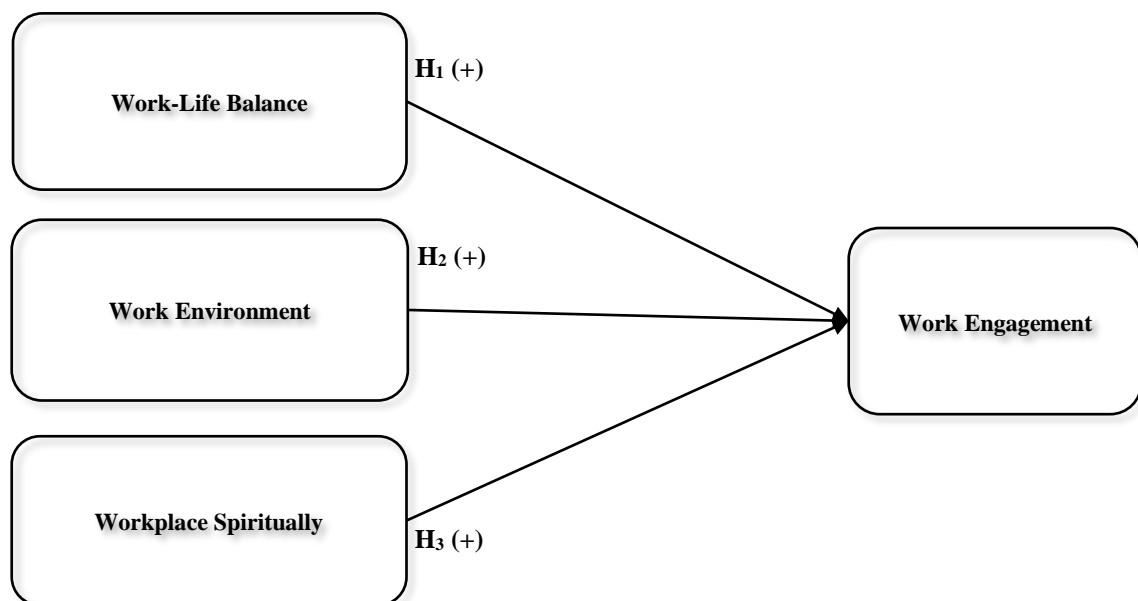 H₁ (+)
Work-Life Balance
H₂ (+)
Work Environment
Work Engagement
Workplace Spiritually
H₃ (+)